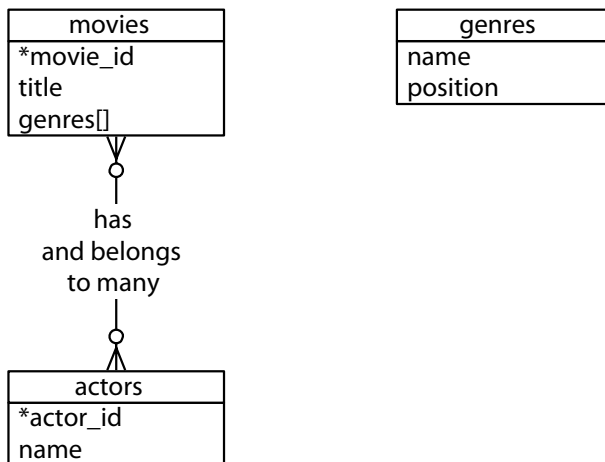 movies
*movie_id
title
genres[]
genres
name
position
has
and belongs
to many
actors
*actor_id
name